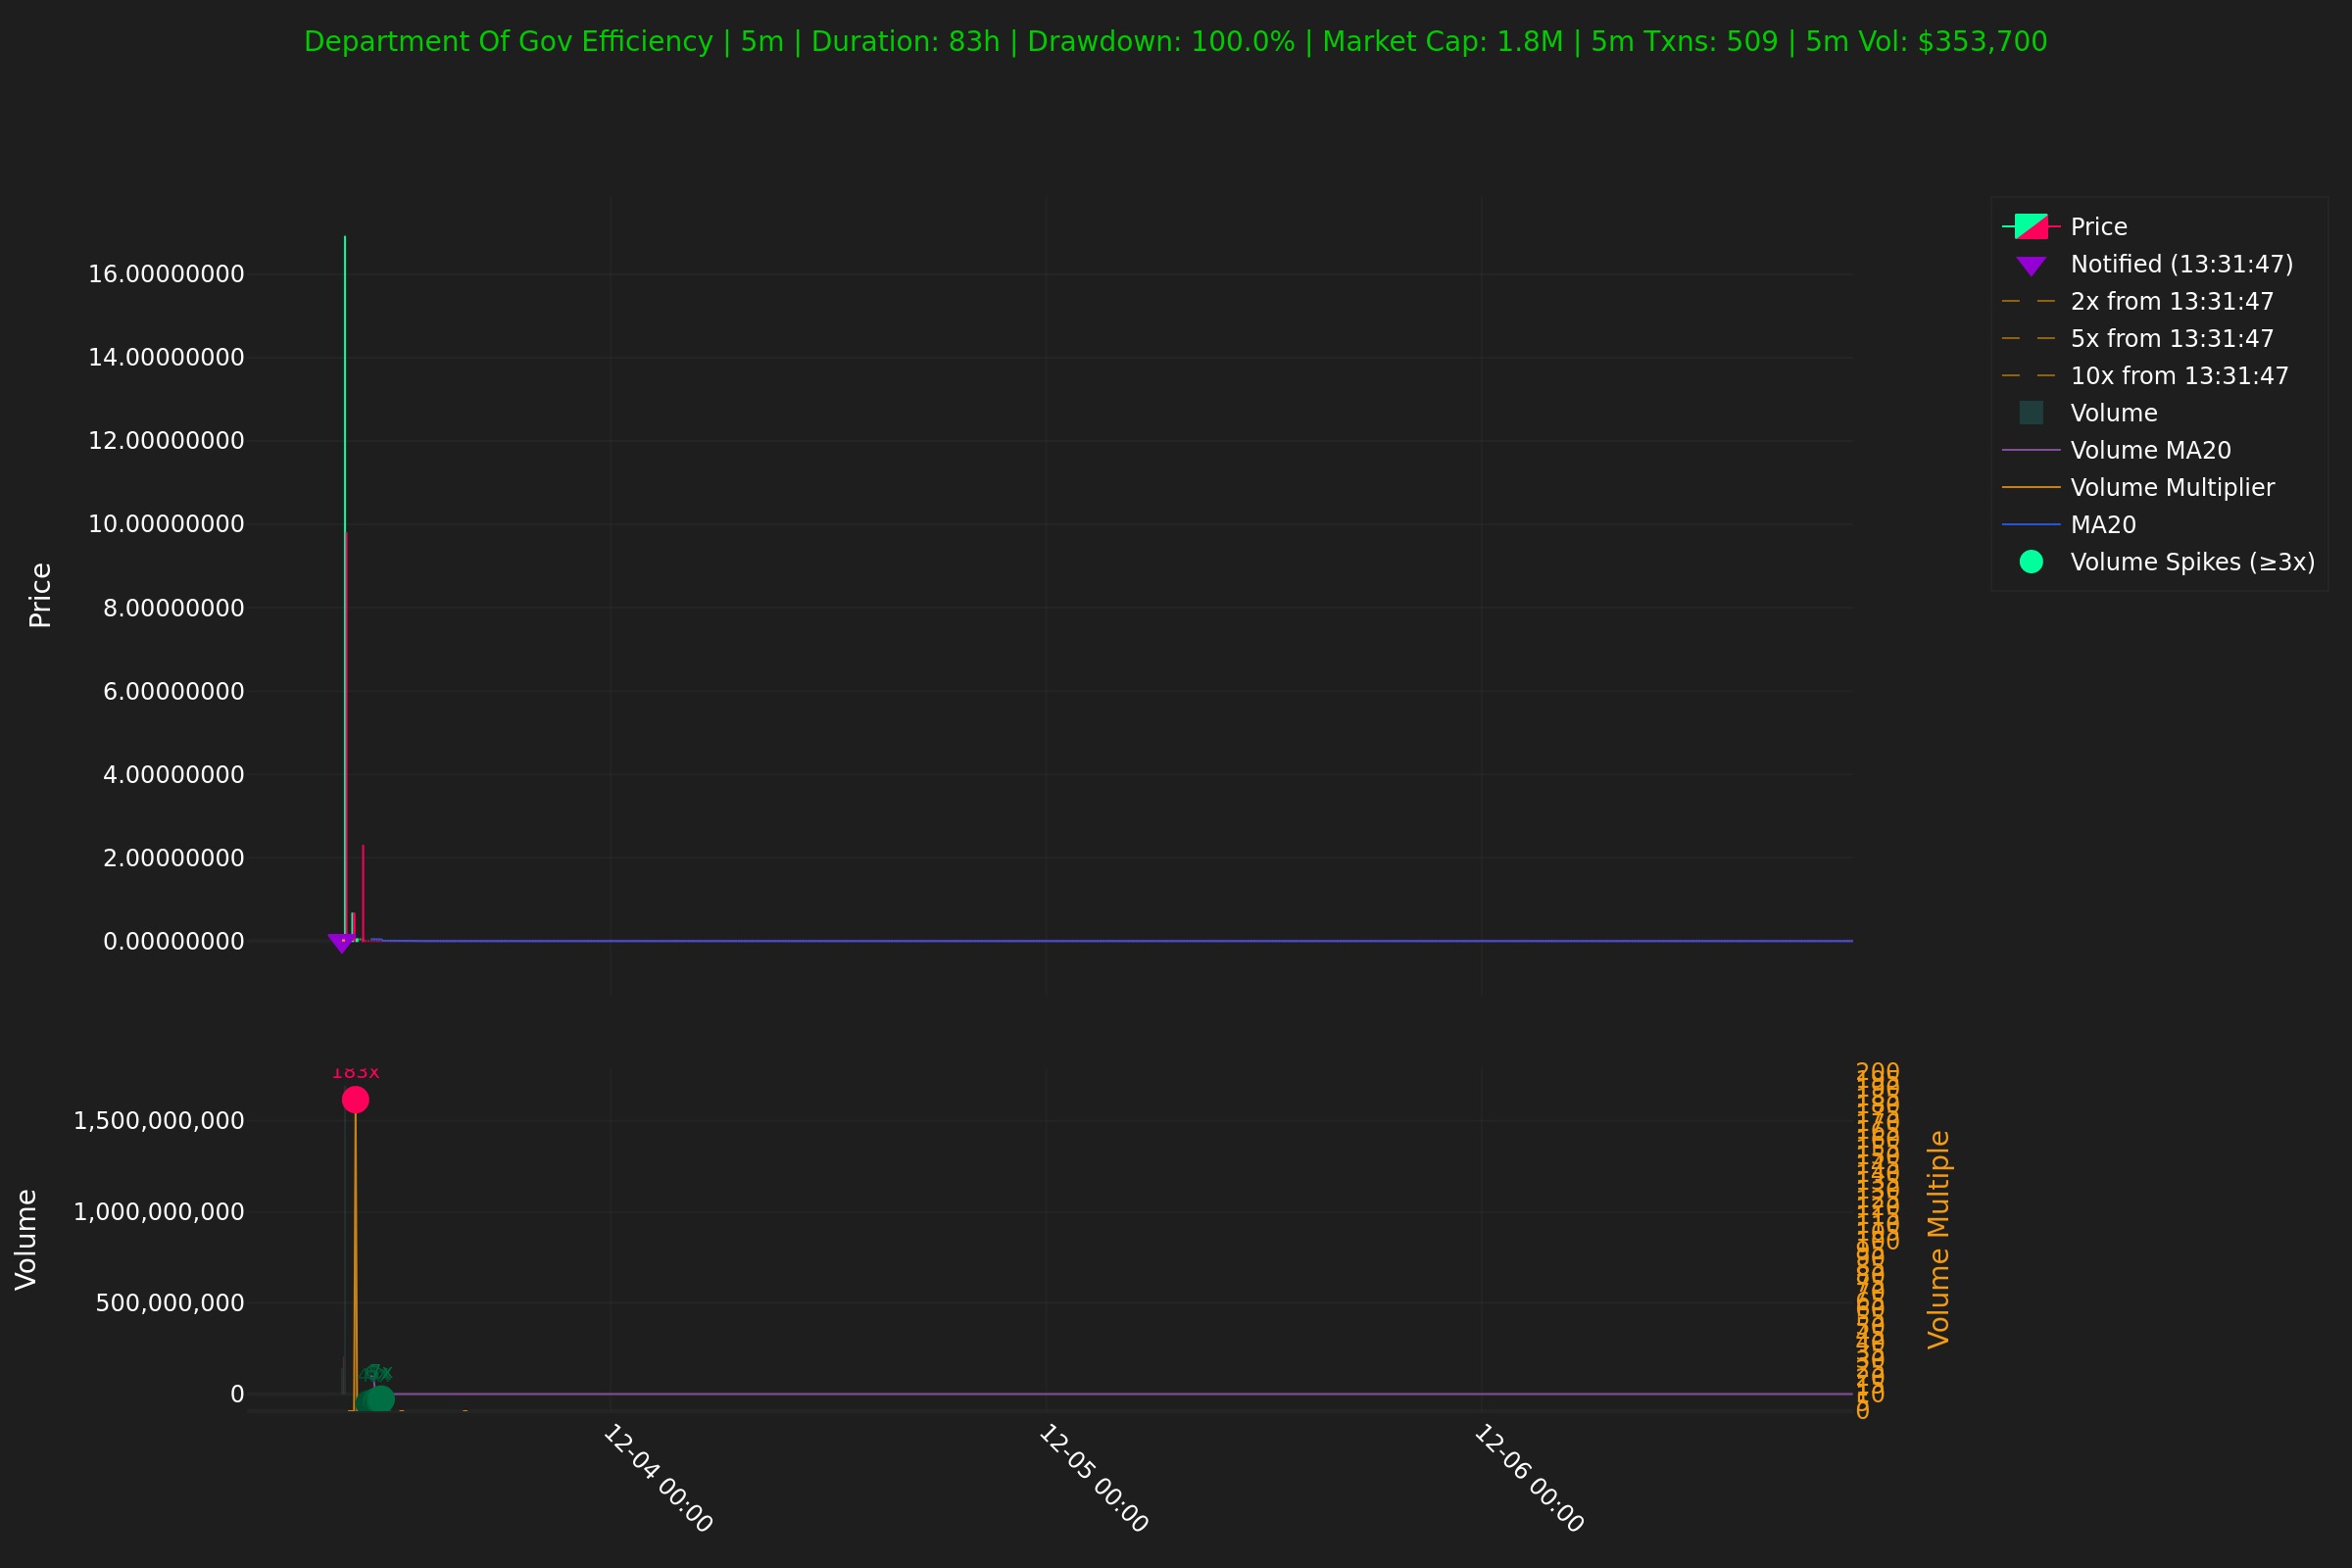 Department Of Gov Efficiency | 5m | Duration: 83h | Drawdown: 100.0% | Market Cap: 1.8M | 5m Txns: 509 | 5m Vol: $353,700
Price
16.00000000
14.00000000
12.00000000
10.00000000
8.00000000
6.00000000
4.00000000
2.00000000
0.00000000
Price
Notified (13:31:47)
2x from 13:31:47
5x from 13:31:47
10x from 13:31:47
Volume
Volume MA20
Volume Multiplier
MA20
Volume Spikes (≥3x)
Volume
1,500,000,000
1,000,000,000
500,000,000
0
183x
200
100
0
Volume Multiple
12-04 00:00
12-05 00:00
12-06 00:00